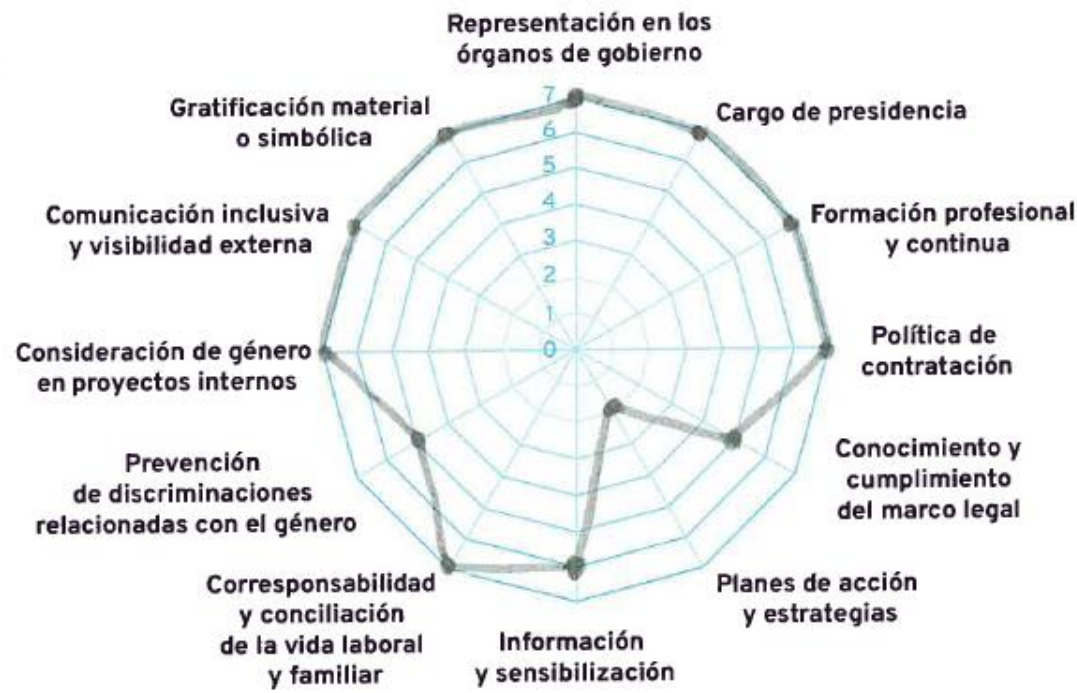 Representación en los
órganos de gobierno
Cargo de presidencia
Formación profesional
y continua
Política de
contratación
Conocimiento y
cumplimiento
del marco legal
Planes de acción
y estrategias
Información
y sensibilización
Corresponsabilidad
y conciliación
de la vida laboral
y familiar
Prevención
de discriminaciones
relacionadas con el género
Consideración de género
en proyectos internos
Comunicación inclusiva
y visibilidad externa
Gratificación material
o simbólica
7
6
5
4
3
2
1
0